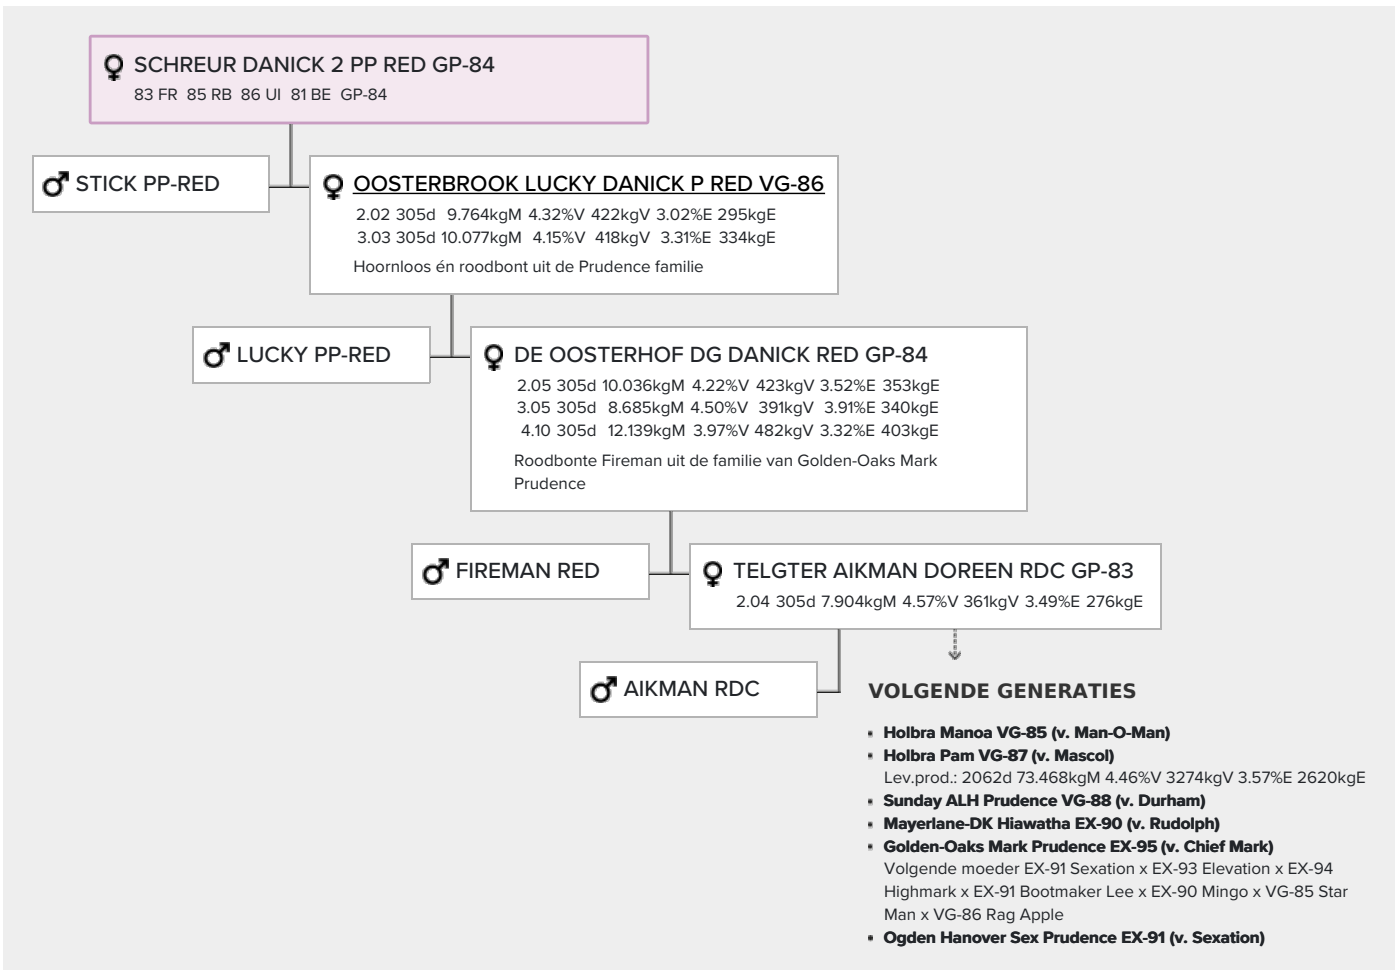 SCHREUR DANICK 2 PP RED GP-84
83 FR 85 RB 86 UI 81 BE GP-84
STICK PP-RED
OOSTERBROOK LUCKY DANICK P RED VG-86
2.02 305d 9.764kgM 4.32%V 422kgV 3.02%E 295kgE
3.03 305d 10.077kgM 4.15%V 418kgV 3.31%E 334kgE
Hoornloos én roodbont uit de Prudence familie
LUCKY PP-RED
DE OOSTERHOF DG DANICK RED GP-84
2.05 305d 10.036kgM 4.22%V 423kgV 3.52%E 353kgE
3.05 305d 8.685kgM 4.50%V 391kgV 3.91%E 340kgE
4.10 305d 12.139kgM 3.97%V 482kgV 3.32%E 403kgE
Roodbonte Fireman uit de familie van Golden-Oaks Mark
Prudence
FIREMAN RED
TELGTER AIKMAN DOREEN RDC GP-83
2.04 305d 7.904kgM 4.57%V 361kgV 3.49%E 276kgE
AIKMAN RDC
VOLGENDE GENERATIES
Holbra Manoa VG-85 (v. Man-O-Man)
Holbra Pam VG-87 (v. Mascol)
Lev.prod.: 2062d 73.468kgM 4.46%V 3274kgV 3.57%E 2620kgE
Sunday ALH Prudence VG-88 (v. Durham)
Mayerlane-DK Hiawatha EX-90 (v. Rudolph)
Golden-Oaks Mark Prudence EX-95 (v. Chief Mark)
Volgende moeder EX-91 Sexation x EX-93 Elevation x EX-94
Highmark x EX-91 Bootmaker Lee x EX-90 Mingo x VG-85 Star
Man x VG-86 Rag Apple
Ogden Hanover Sex Prudence EX-91 (v. Sexation)